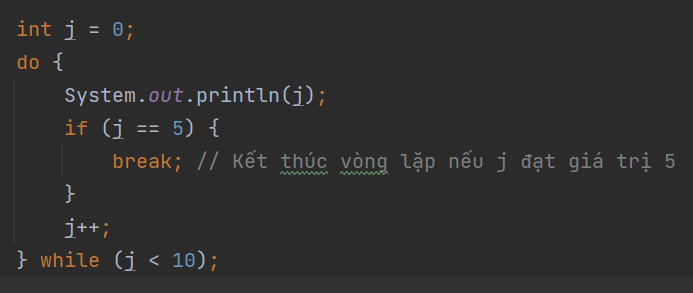 int j = 0;
do {
System.out.println(j);
if (j == 5) {
break; // Kết thúc vòng lặp nếu j đạt giá trị 5
}
j++;
} while (j < 10);